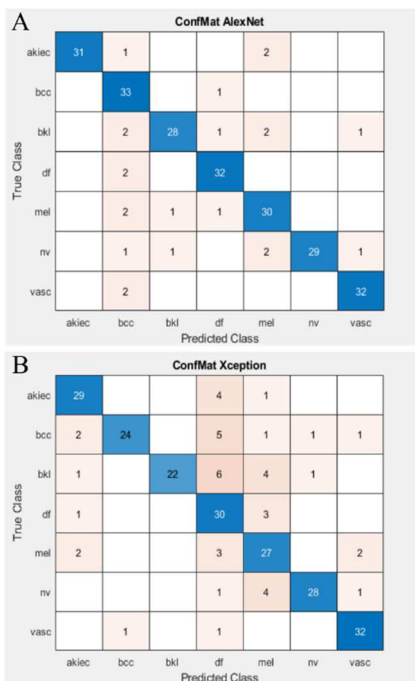 A
ConfMat AlexNet
True Class
akiec 31 1 2
bcc 33 1
bkl 2 28 1 2 1
df 2 32
mel 2 1 1 30
nv 1 1 2 29 1
vasc 2 32
akiec bcc bkl df mel nv vasc
Predicted Class
B
ConfMat Xception
True Class
akiec 29 4 1
bcc 2 24 5 1 1 1
bkl 1 22 6 4 1
df 1 30 3
mel 2 3 27 2
nv 1 4 28 1
vasc 1 1 32
akiec bcc bkl df mel nv vasc
Predicted Class